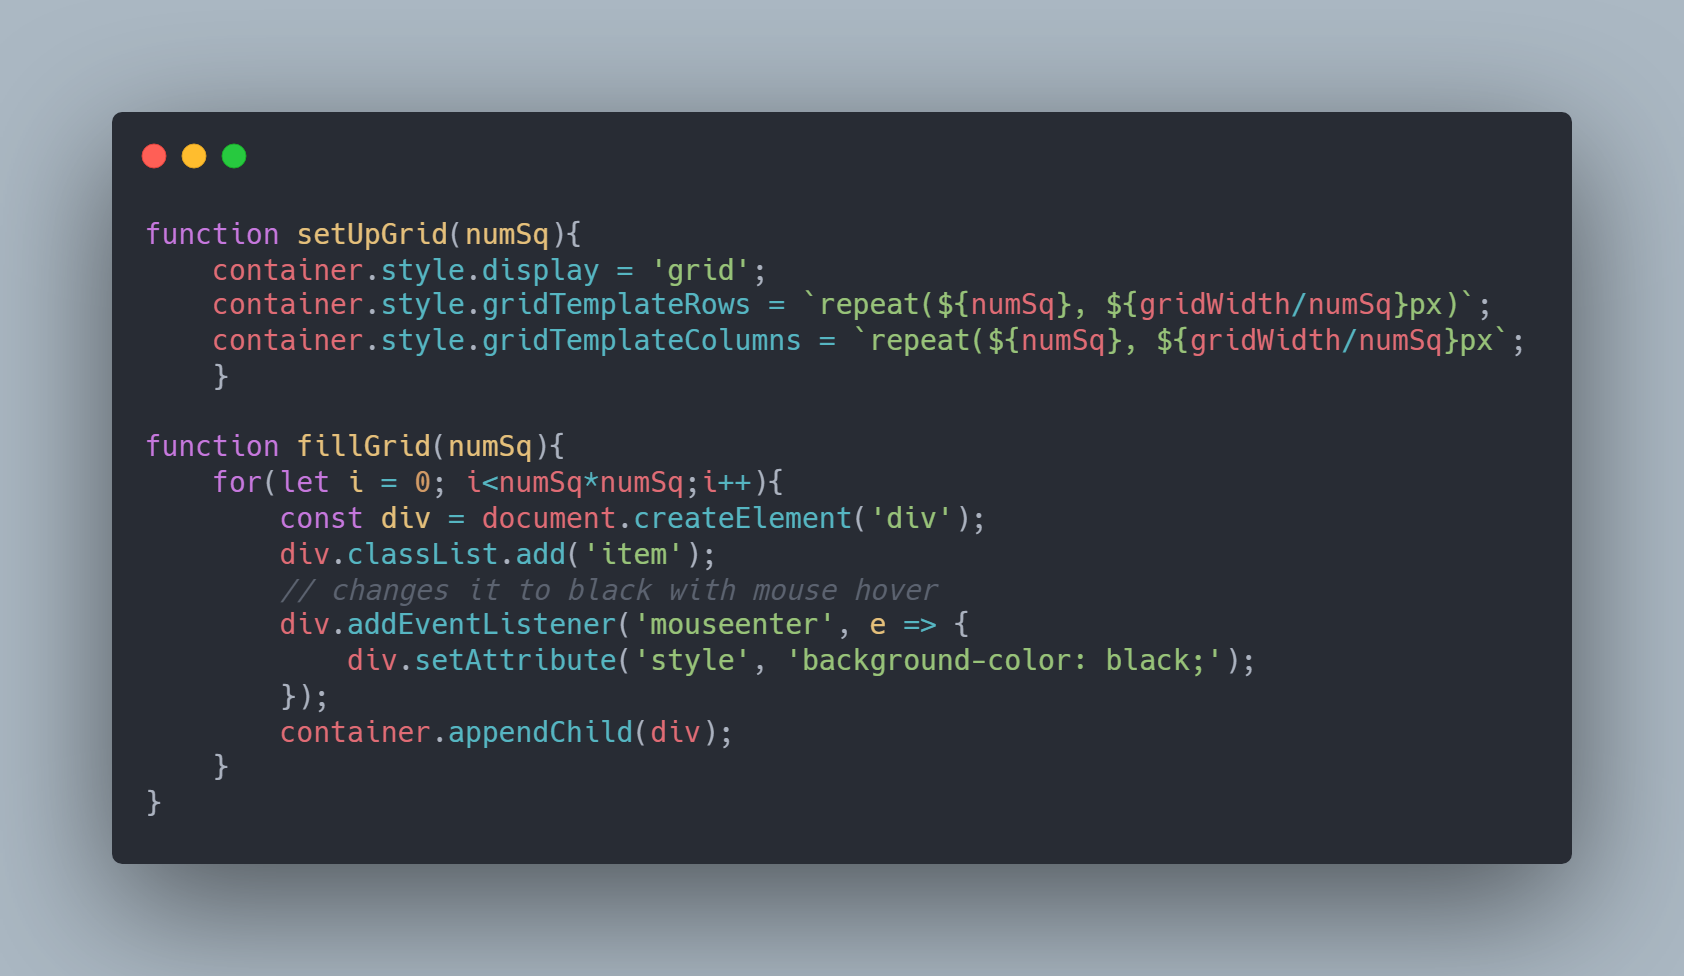 function setUpGrid(numSq){
    container.style.display = 'grid';
    container.style.gridTemplateRows = `repeat(${numSq}, ${gridWidth/numSq}px)`;
    container.style.gridTemplateColumns = `repeat(${numSq}, ${gridWidth/numSq}px`;
    }

function fillGrid(numSq){
    for(let i = 0; i<numSq*numSq;i++){
        const div = document.createElement('div');
        div.classList.add('item');
        // changes it to black with mouse hover
        div.addEventListener('mouseenter', e => {
            div.setAttribute('style', 'background-color: black;');
        });
        container.appendChild(div);
    }
}